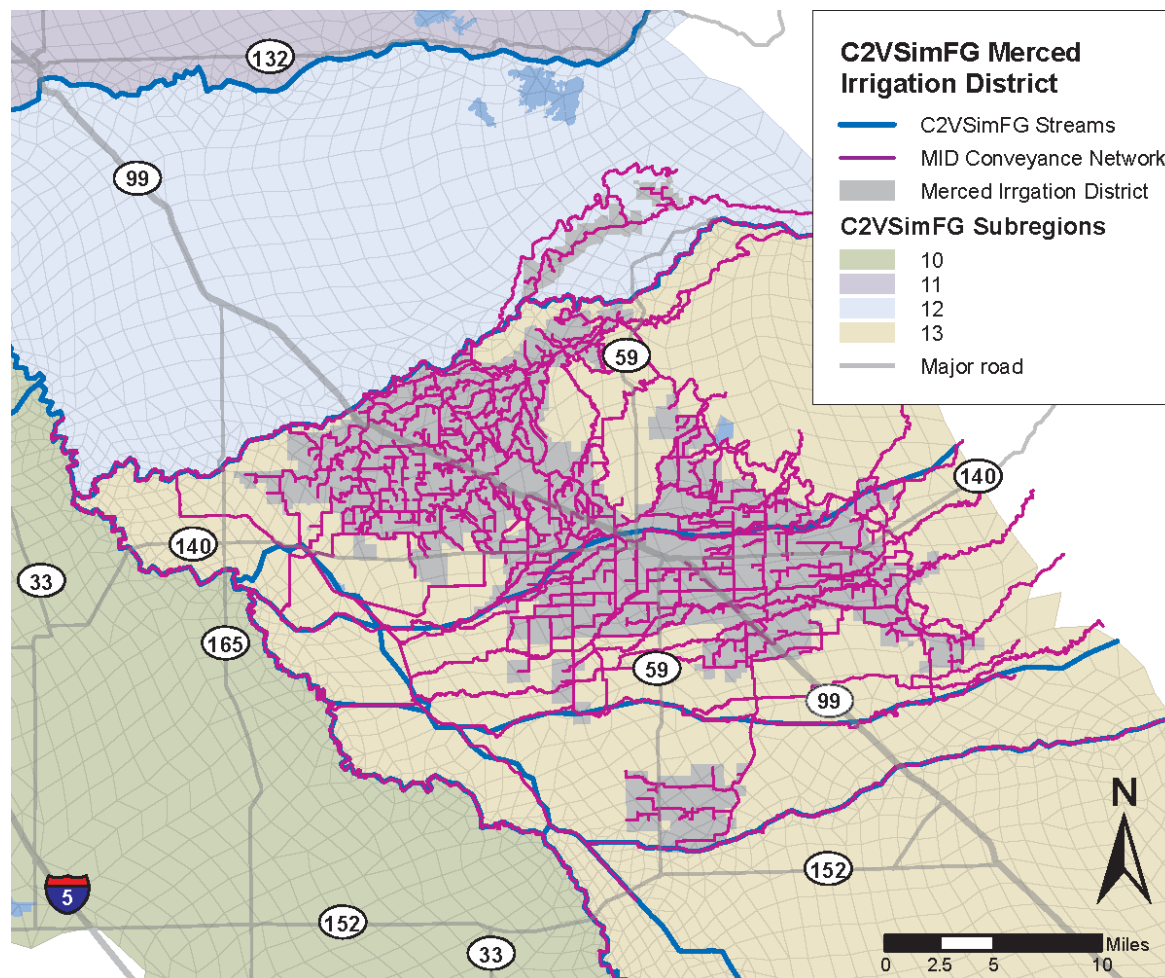 C2VSimFG Merced
Irrigation District
C2VSimFG Streams
MID Conveyance Network
Merced Irrgation District
C2VSimFG Subregions
10
11
12
13
Major road
132
99
59
140
140
33
165
59
99
152
5
152
33
N
Miles
0 2.5 5 10